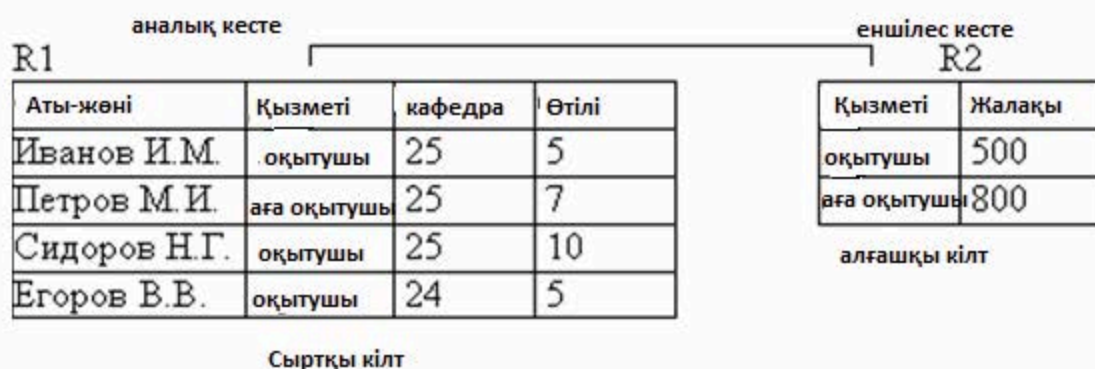 аналық кесте
еншілес кесте
R1
R2
Аты-жөні Қызметі кафедра Өтілі
Қызметі Жалақы
Иванов И.М. оқытушы 25 5
оқытушы 500
Петров М.И. аға оқытушы 25 7
аға оқытушы 800
Сидоров Н.Г. оқытушы 25 10
алғашқы кілт
Егоров В.В. оқытушы 24 5
Сыртқы кілт